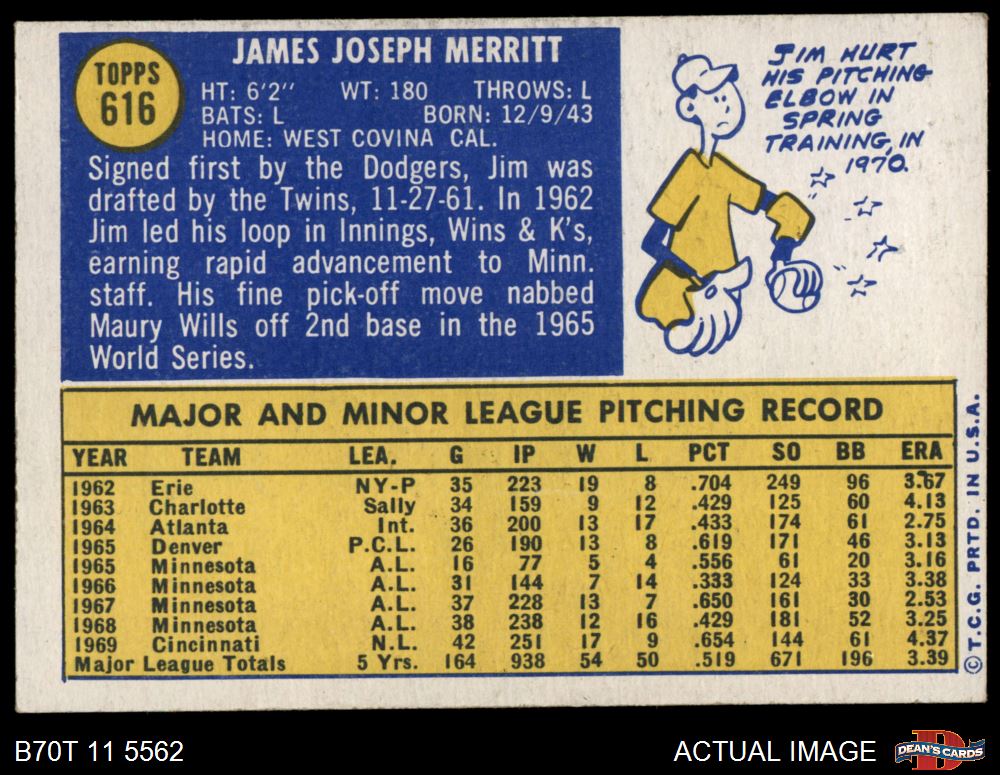 TOPPS
616
JAMES JOSEPH MERRITT
HT: 6'2" WT: 180 THROWS: L
BATS: L BORN: 12/9/43
HOME: WEST COVINA CAL.
Signed first by the Dodgers, Jim was
drafted by the Twins, 11-27-61. In 1962
Jim led his loop in Innings, Wins & K's,
earning rapid advancement to Minn.
staff. His fine pick-off move nabbed
Maury Wills off 2nd base in the 1965
World Series.
JIM HURT
HIS PITCHING
ELBOW IN
SPRING
TRAINING, IN
1970.
MAJOR AND MINOR LEAGUE PITCHING RECORD
YEAR TEAM LEA. G IP W L PCT SO BB ERA
1962 Erie NY-P 35 223 19 8 .704 249 96 3.67
1963 Charlotte Sally 34 159 9 12 .429 125 60 4.13
1964 Atlanta Int. 36 200 13 17 .433 174 61 2.75
1965 Denver P.C.L. 26 190 13 8 .619 171 46 3.13
1965 Minnesota A.L. 16 77 5 4 .556 61 20 3.16
1966 Minnesota A.L. 31 144 7 14 .333 124 33 3.38
1967 Minnesota A.L. 37 228 13 7 .650 161 30 2.53
1968 Minnesota A.L. 38 238 12 16 .429 181 52 3.25
1969 Cincinnati N.L. 42 251 17 9 .654 144 61 4.37
Major League Totals 5 Yrs. 164 938 54 50 .519 671 196 3.39
© T.C.G. PRTD. IN U.S.A.
B70T 11 5562
ACTUAL IMAGE
DEAN'S CARDS